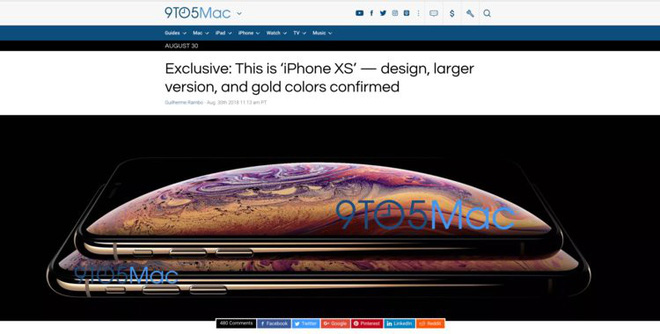 9TO5Mac
Guides Mac iPad iPhone Watch TV Music
AUGUST 30
Exclusive: This is ‘iPhone XS’ — design, larger
version, and gold colors confirmed
Guilherme Rambo Aug. 30th 2018 11:13 am PT
9TO5Mac
9TO5Mac
480 Comments Facebook Twitter Google Pinterest LinkedIn Reddit